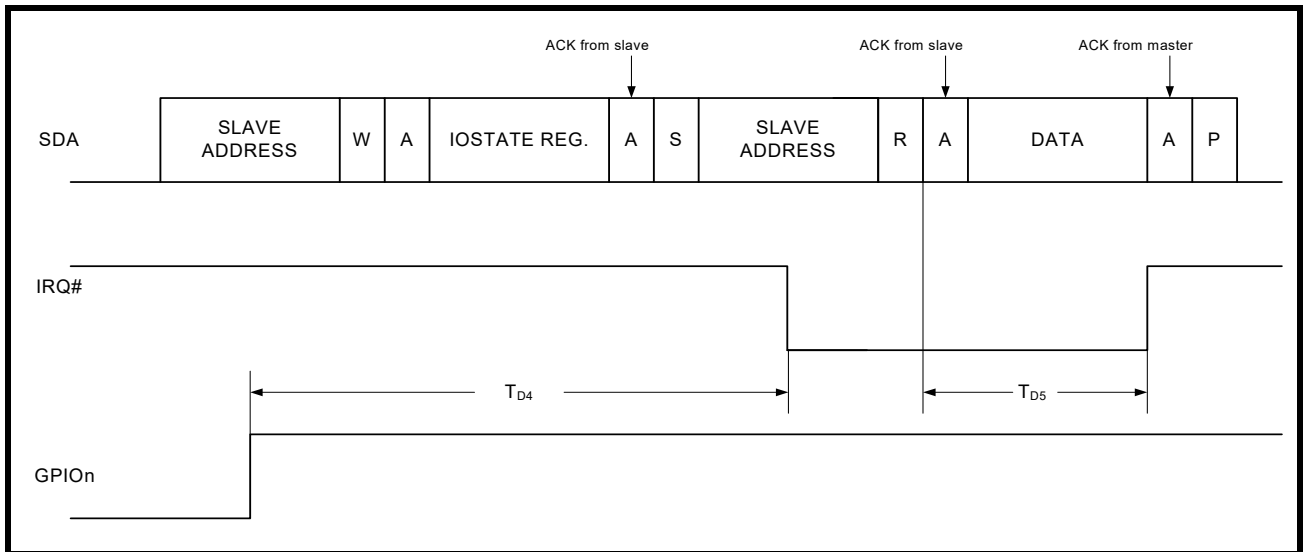 ACK from slave
ACK from slave
ACK from master
SDA
SLAVE
ADDRESS
W
A
IOSTATE REG.
A
S
SLAVE
ADDRESS
R
A
DATA
A
P
IRQ#
TD4
TD5
GPIOn